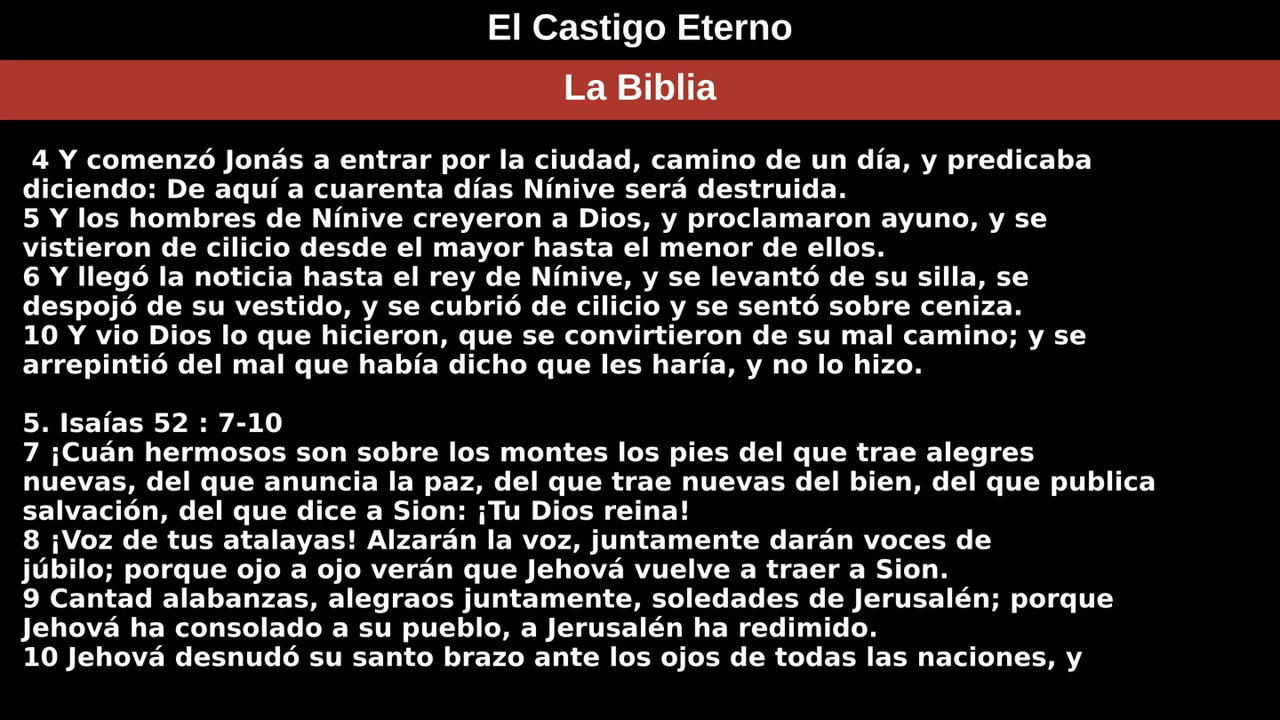 El Castigo Eterno
La Biblia
4 Y comenzó Jonás a entrar por la ciudad, camino de un día, y predicaba
diciendo: De aquí a cuarenta días Nínive será destruida.
5 Y los hombres de Nínive creyeron a Dios, y proclamaron ayuno, y se
vistieron de cilicio desde el mayor hasta el menor de ellos.
6 Y llegó la noticia hasta el rey de Nínive, y se levantó de su silla, se
despojó de su vestido, y se cubrió de cilicio y se sentó sobre ceniza.
10 Y vio Dios lo que hicieron, que se convirtieron de su mal camino; y se
arrepintió del mal que había dicho que les haría, y no lo hizo.
5. Isaías 52 : 7-10
7 ¡Cuán hermosos son sobre los montes los pies del que trae alegres
nuevas, del que anuncia la paz, del que trae nuevas del bien, del que publica
salvación, del que dice a Sion: ¡Tu Dios reina!
8 ¡Voz de tus atalayas! Alzarán la voz, juntamente darán voces de
júbilo; porque ojo a ojo verán que Jehová vuelve a traer a Sion.
9 Cantad alabanzas, alegraos juntamente, soledades de Jerusalén; porque
Jehová ha consolado a su pueblo, a Jerusalén ha redimido.
10 Jehová desnudó su santo brazo ante los ojos de todas las naciones, y